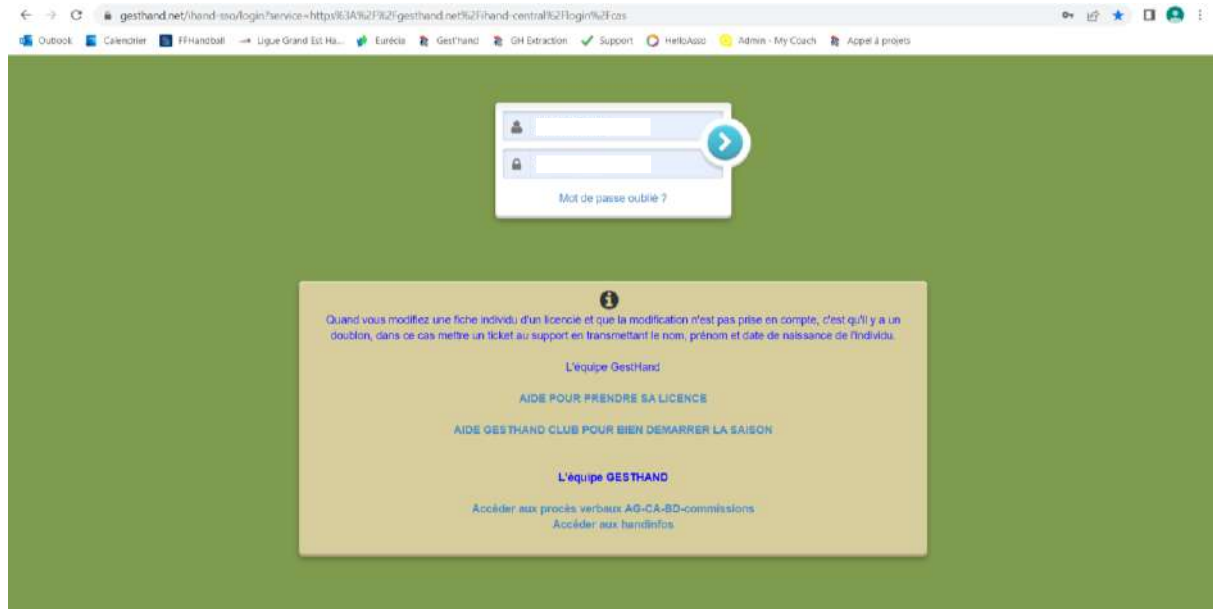 gesthand.net/ihand-sso/login?service=https%3A%2F%2Fgesthand.net%2Fihand-central%2Flogin%2Fcas
Outlook Calendrier FFHandball Ligue Grand Est Ha... Eurécia Gest'hand GH Extraction Support HelloAsso Admin - My Coach Appel à projets
Mot de passe oublié ?
Quand vous modifiez une fiche individu d'un licencie et que la modification n'est pas prise en compte, c'est qu'il y a un
doublon, dans ce cas mettre un ticket au support en transmettant le nom, prénom et date de naissance de l'individu.
L'équipe GestHand
AIDE POUR PRENDRE SA LICENCE
AIDE GESTHAND CLUB POUR BIEN DEMARRER LA SAISON
L'équipe GESTHAND
Accéder aux procès verbaux AG-CA-BD-commissions
Accéder aux handinfos